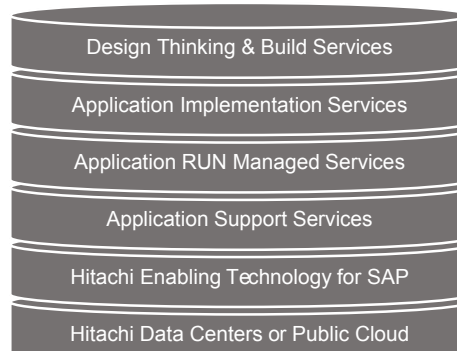 Design Thinking & Build Services
Application Implementation Services
Application RUN Managed Services
Application Support Services
Hitachi Enabling Technology for SAP
Hitachi Data Centers or Public Cloud